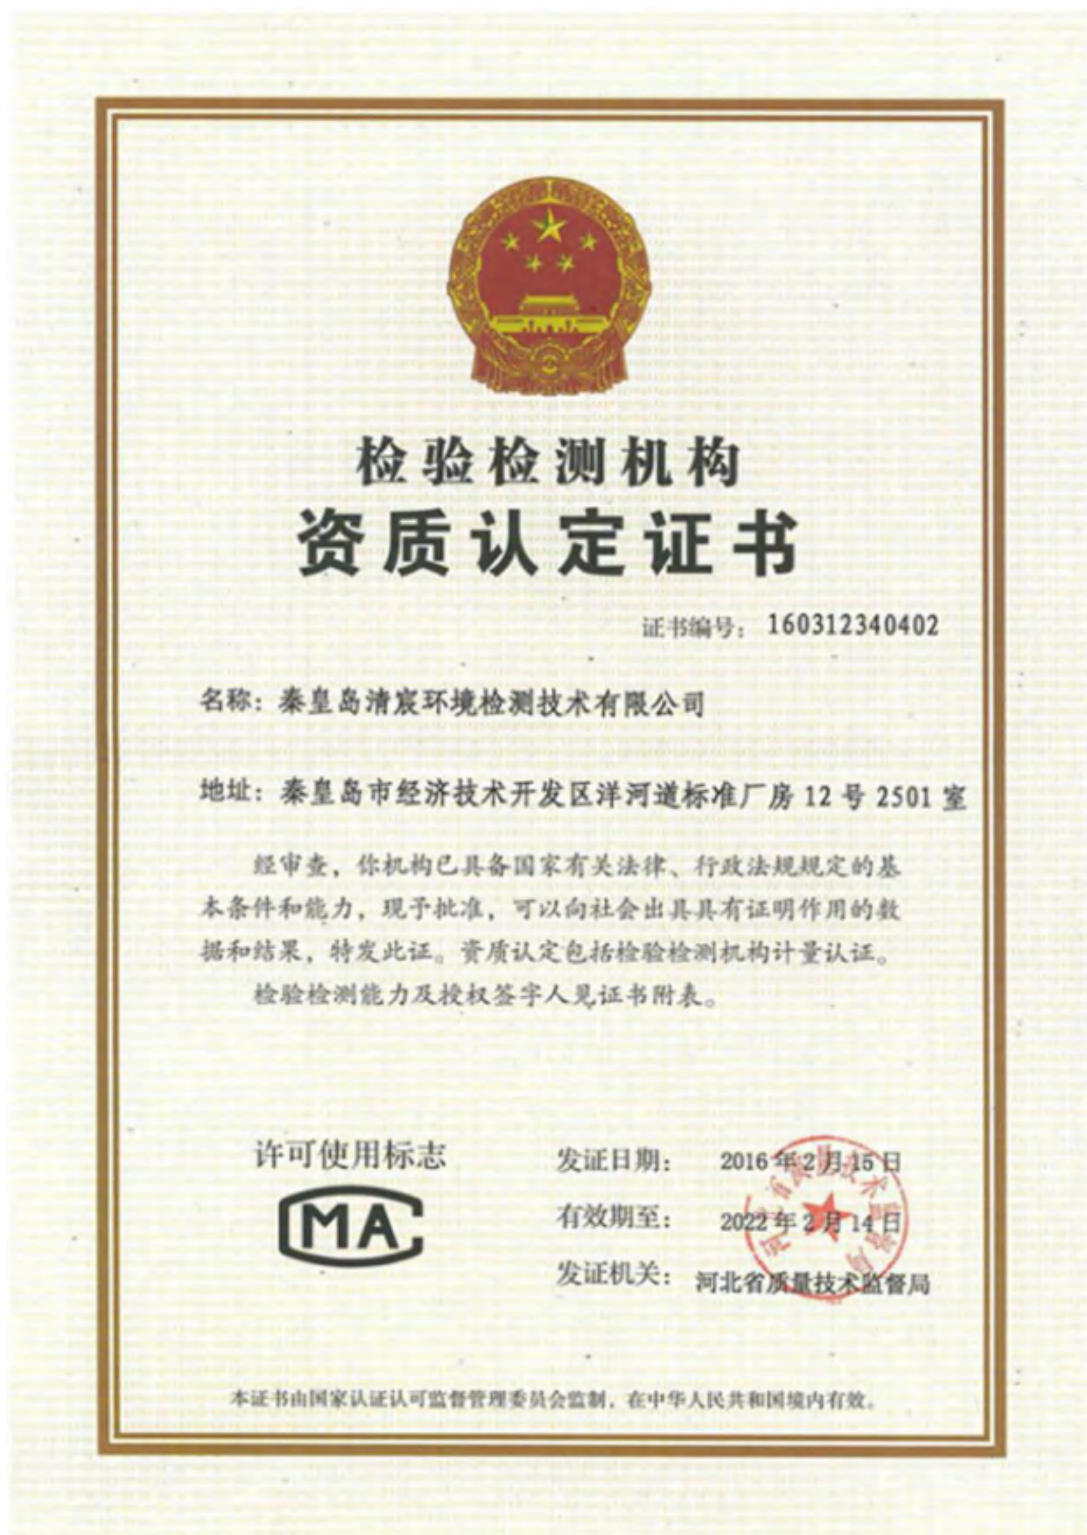 检验检测机构
资质认定证书
证书编号：160312340402
名称：秦皇岛清宸环境检测技术有限公司
地址：秦皇岛市经济技术开发区洋河道标准厂房12号2501室
经审查，你机构已具备国家有关法律、行政法规规定的基
本条件和能力，现予批准，可以向社会出具具有证明作用的数
据和结果，特发此证。资质认定包括检验检测机构计量认证。
检验检测能力及授权签字人见证书附表。
许可使用标志
MA
发证日期：2016年2月15日
有效期至：2022年2月14日
发证机关：河北省质量技术监督局
河北省质量技术监督局
本证书由国家认证认可监督管理委员会监制，在中华人民共和国境内有效。